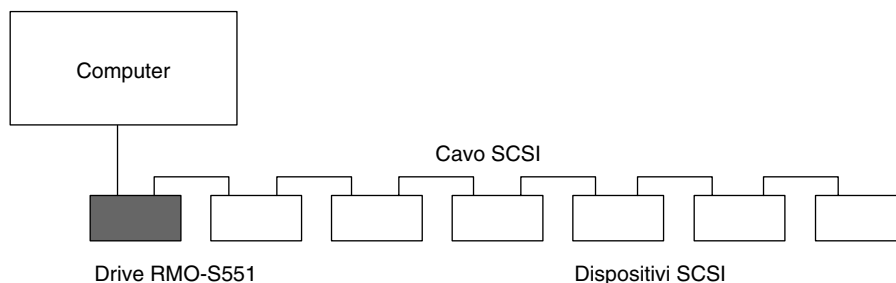 Computer
Cavo SCSI
Drive RMO-S551
Dispositivi SCSI